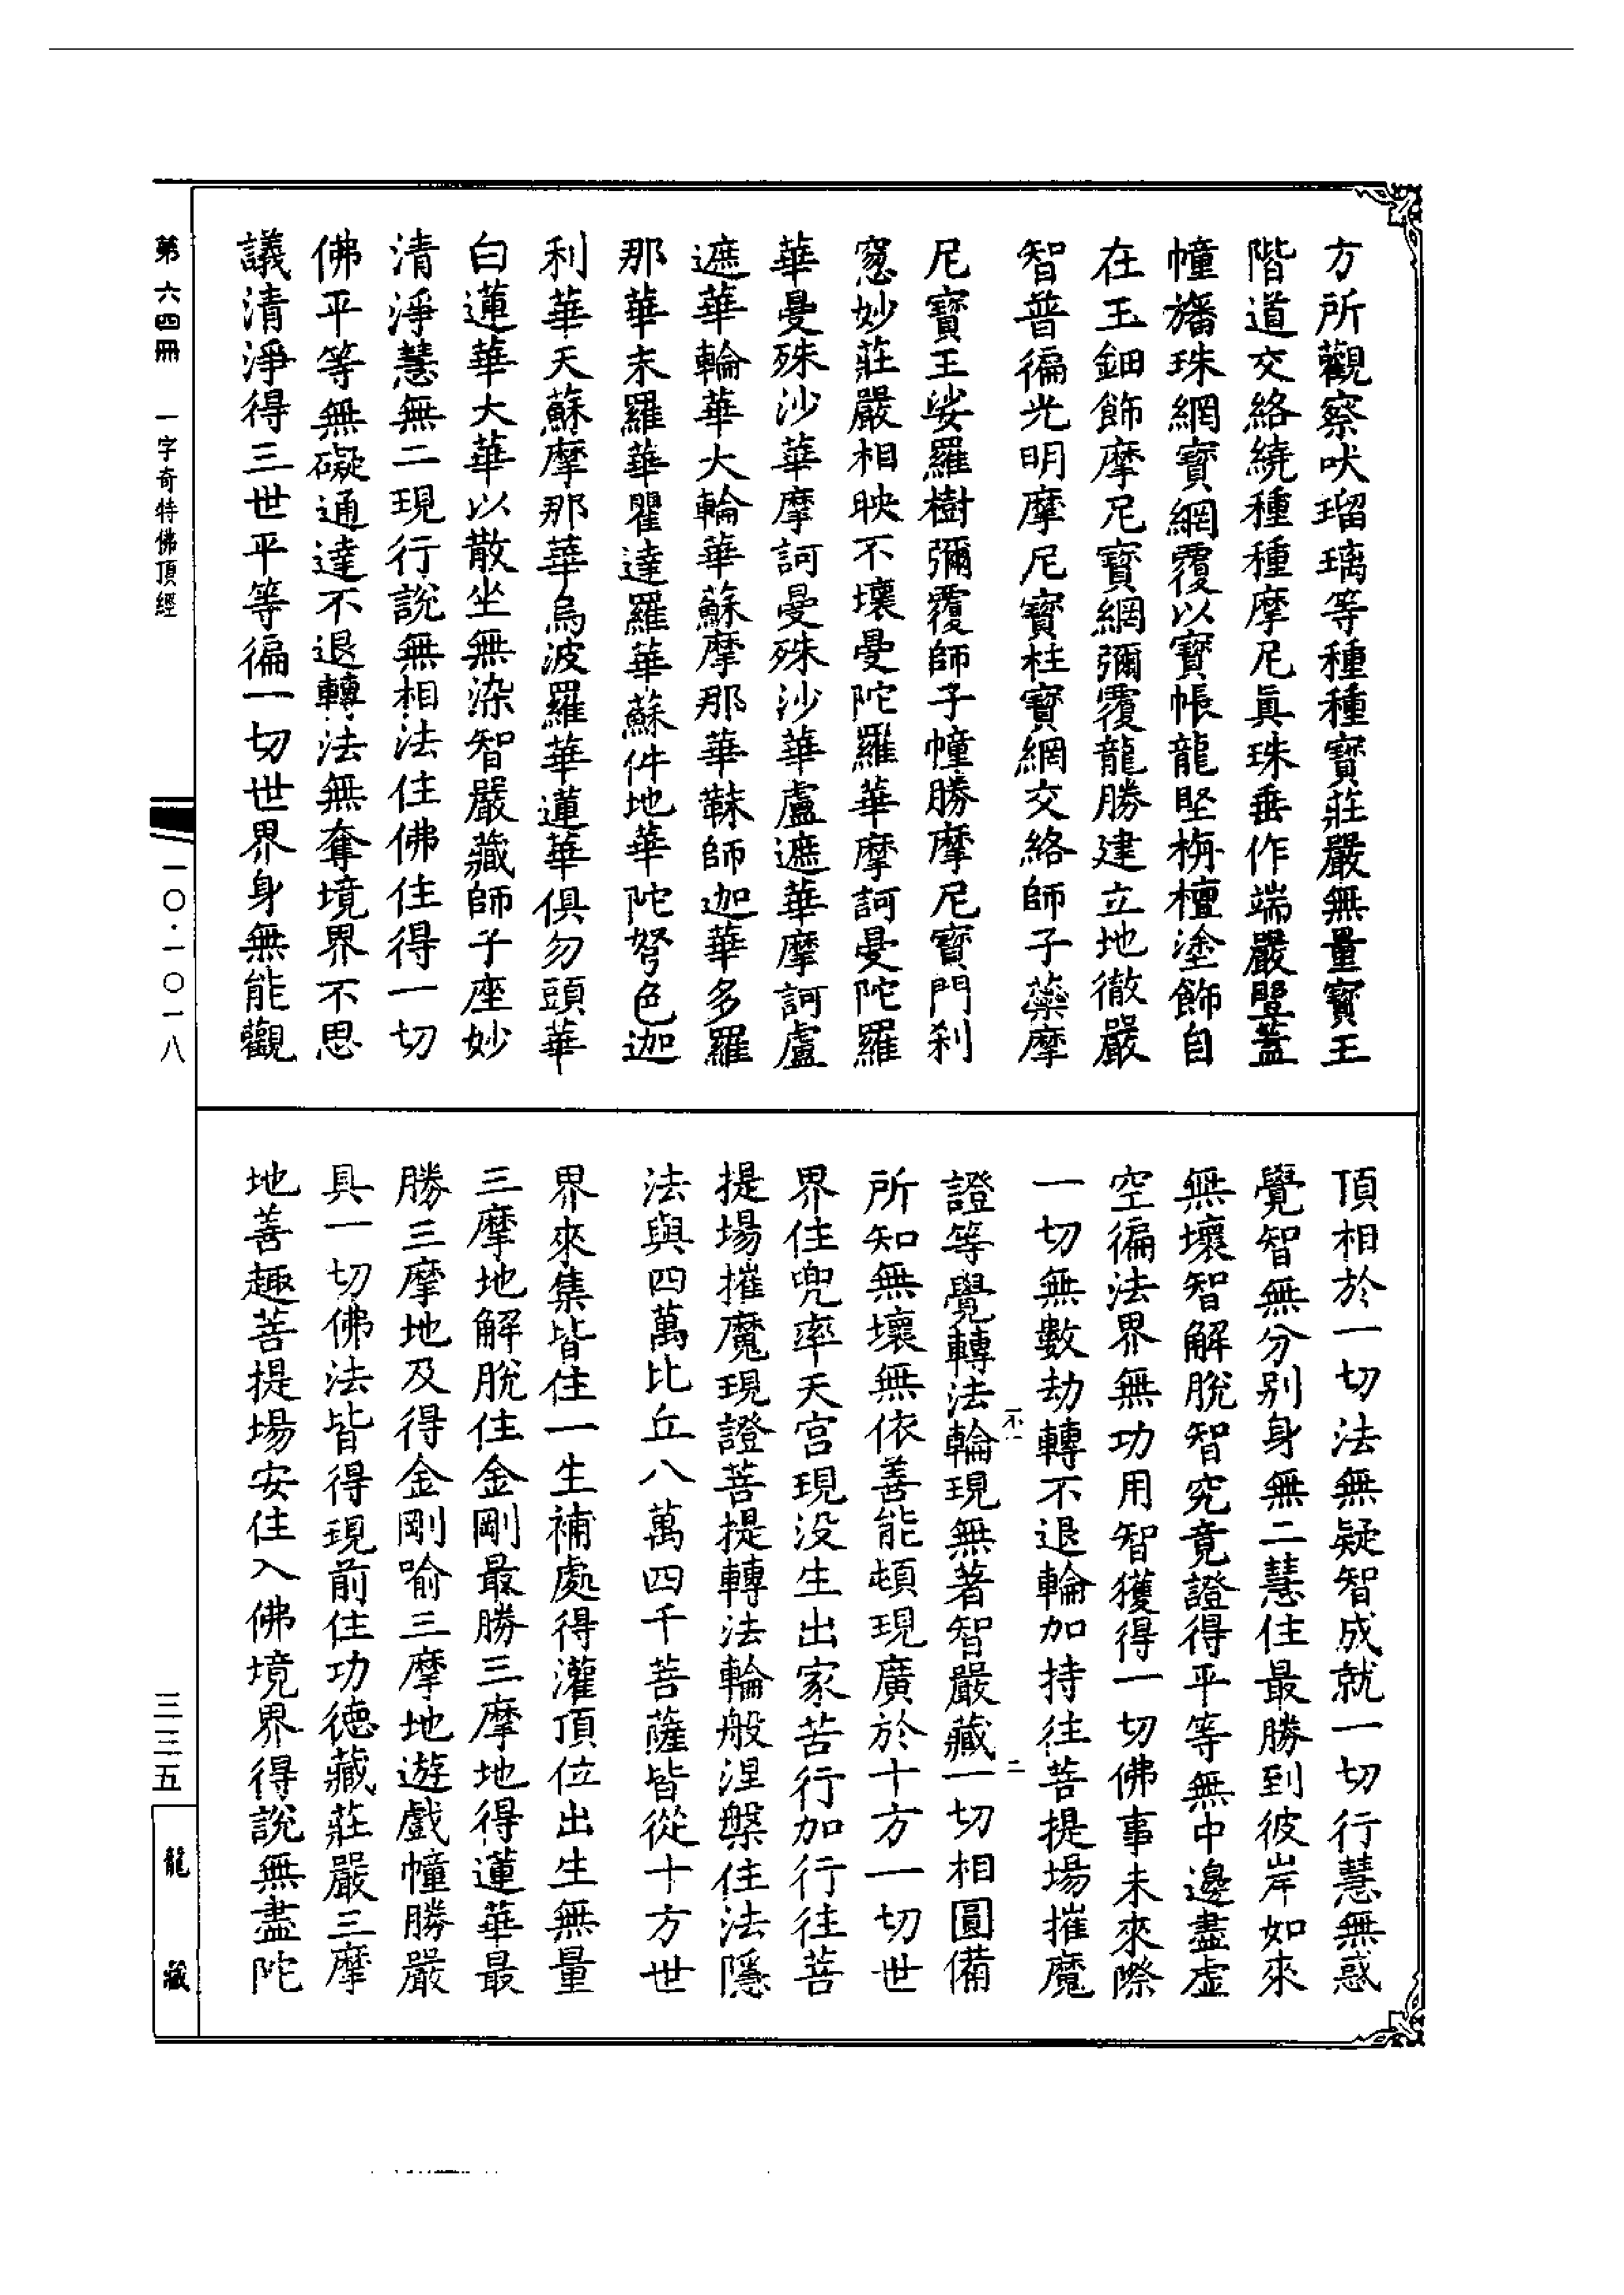 方所觀察吠瑠璃等種種寶莊嚴無量寶王
階道交絡繞種種摩尼眞珠垂作端嚴豎蓋
幢旛珠網寶網覆以寶帳龍堅栴檀塗飾自
在王鈿飾摩尼寶網彌覆龍勝建立地徹嚴
智普徧光明摩尼寶柱寶網交絡師子藥摩
尼寶王娑羅樹彌覆師子幢勝摩尼寶門刹
窓妙莊嚴相映不壞曼陀羅華摩訶曼陀羅
華曼殊沙華摩訶曼殊沙華盧遮華摩訶盧
遮華輪華大輪華蘇摩那華靺師迦華多羅
那華末羅華瞿達羅華蘇件地華陀弩色迦
利華天蘇摩那華烏波羅華蓮華俱勿頭華
白蓮華大華以散坐無染智嚴藏師子座妙
清淨慧無二現行說無相法住佛住得一切
佛平等無礙通達不退轉法無奪境界不思
議清淨得三世平等徧一切世界身無能觀
頂相於一切法無疑智成就一切行慧無惑
覺智無分別身無二慧住最勝到彼岸如來
無壞智解脫智究竟證得平等無中邊盡虛
空徧法界無功用智獲得一切佛事未來際
一切無數劫轉不退輪加持往菩提場摧魔
證等覺轉法輪現無著智嚴藏一切相圓備
所知無壞無依善能頓現廣於十方一切世
界住兜率天宮現沒生出家苦行加行往菩
提場摧魔現證菩提轉法輪般涅槃住法隱
法與四萬比丘八萬四千菩薩皆從十方世
界來集皆住一生補處得灌頂位出生無量
三摩地解脫住金剛最勝三摩地得蓮華最
勝三摩地及得金剛喻三摩地遊戲幢勝嚴
具一切佛法皆得現前住功德藏莊嚴三摩
地善趣菩提場安住入佛境界得說無盡陀
不一
二
第六四冊 一字奇特佛頂經
一〇·一〇一八
三三五
龍藏